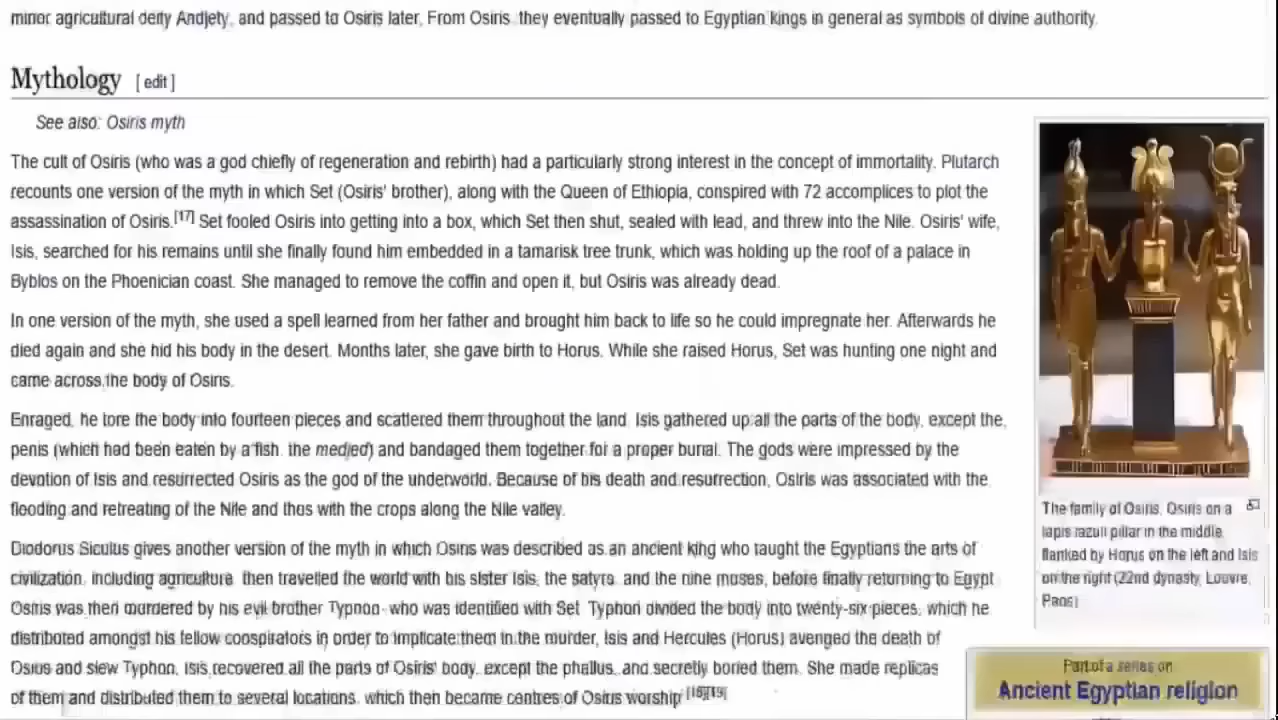 minor agricultural deity Andjety, and passed to Osiris later. From Osiris, they eventually passed to Egyptian kings in general as symbols of divine authority.
Mythology [ edit ]
See also: Osiris myth
The cult of Osiris (who was a god chiefly of regeneration and rebirth) had a particularly strong interest in the concept of immortality. Plutarch
recounts one version of the myth in which Set (Osiris' brother), along with the Queen of Ethiopia, conspired with 72 accomplices to plot the
assassination of Osiris.[17] Set fooled Osiris into getting into a box, which Set then shut, sealed with lead, and threw into the Nile. Osiris' wife,
Isis, searched for his remains until she finally found him embedded in a tamarisk tree trunk, which was holding up the roof of a palace in
Byblos on the Phoenician coast. She managed to remove the coffin and open it, but Osiris was already dead.
In one version of the myth, she used a spell learned from her father and brought him back to life so he could impregnate her. Afterwards he
died again and she hid his body in the desert. Months later, she gave birth to Horus. While she raised Horus, Set was hunting one night and
came across the body of Osiris.
Enraged, he tore the body into fourteen pieces and scattered them throughout the land. Isis gathered up all the parts of the body, except the
penis (which had been eaten by a fish, the medjed) and bandaged them together for a proper burial. The gods were impressed by the
devotion of Isis and resurrected Osiris as the god of the underworld. Because of his death and resurrection, Osiris was associated with the
flooding and retreating of the Nile and thus with the crops along the Nile valley.
Diodorus Siculus gives another version of the myth in which Osiris was described as an ancient king who taught the Egyptians the arts of
civilization, including agriculture, then travelled the world with his sister Isis, the satyrs, and the nine muses, before finally returning to Egypt.
Osiris was then murdered by his evil brother Typhon, who was identified with Set. Typhon divided the body into twenty-six pieces, which he
distributed amongst his fellow conspirators in order to implicate them in the murder. Isis and Hercules (Horus) avenged the death of
Osiris and slew Typhon. Isis recovered all the parts of Osiris' body, except the phallus, and secretly buried them. She made replicas
of them and distributed them to several locations, which then became centres of Osiris worship.[18][19]
The family of Osiris. Osiris on a
lapis lazuli pillar in the middle,
flanked by Horus on the left and Isis
on the right (22nd dynasty, Louvre,
Paris)
Part of a series on
Ancient Egyptian religion